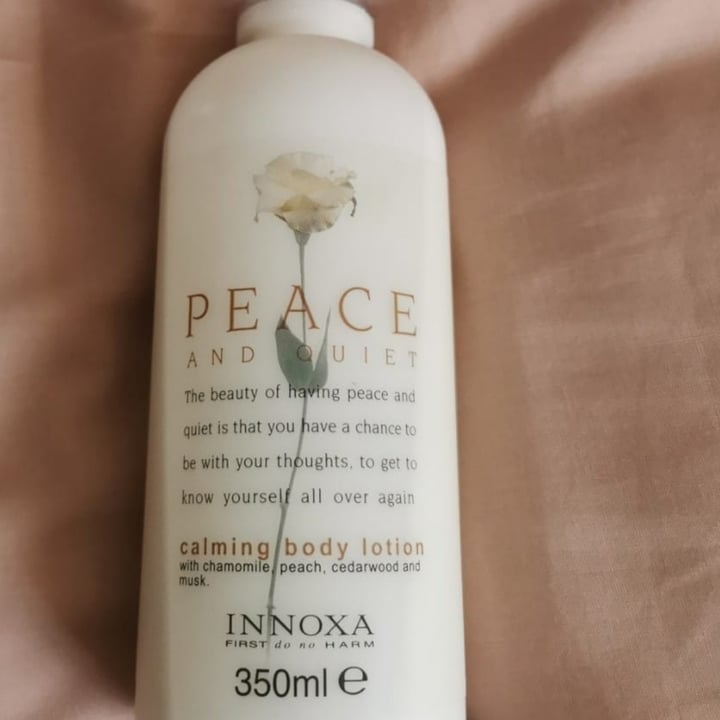 PEACE
AND QUIET
The beauty of having peace and
quiet is that you have a chance to
be with your thoughts, to get to
know yourself all over again
calming body lotion
with chamomile, peach, cedarwood and
musk.
INNOXA
FIRST do no HARM
350ml e